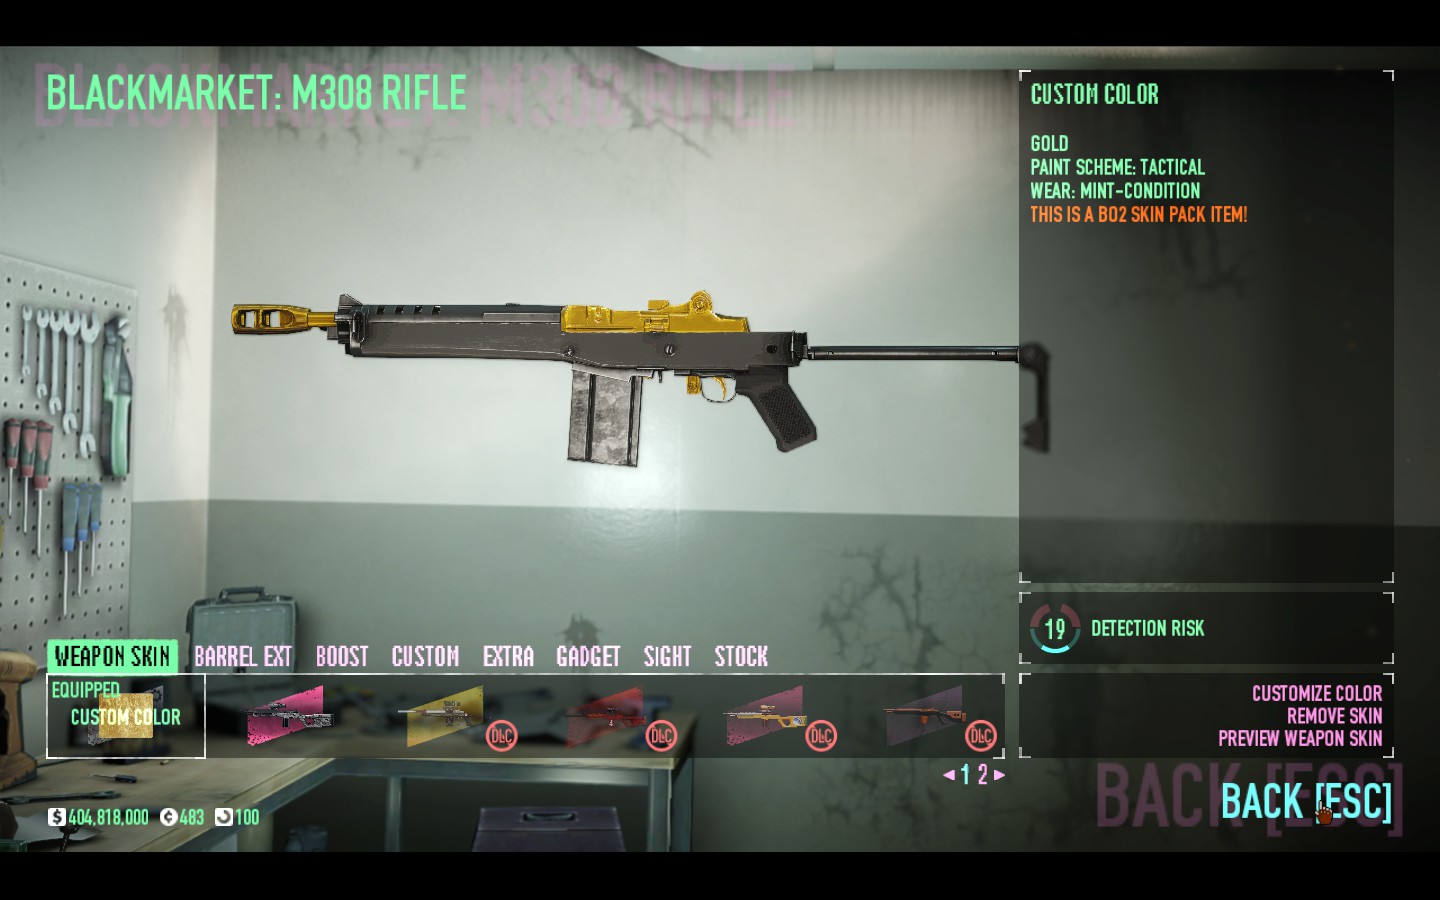 BLACKMARKET: M308 RIFLE
CUSTOM COLOR
GOLD
PAINT SCHEME: TACTICAL
WEAR: MINT-CONDITION
THIS IS A BO2 SKIN PACK ITEM!
19 DETECTION RISK
WEAPON SKIN BARREL EXT BOOST CUSTOM EXTRA GADGET SIGHT STOCK
EQUIPPED
CUSTOM COLOR
DLC DLC DLC DLC
CUSTOMIZE COLOR
REMOVE SKIN
PREVIEW WEAPON SKIN
1 2
$ 404,818,000 483 100
BACK [ESC]
BACK [ESC]